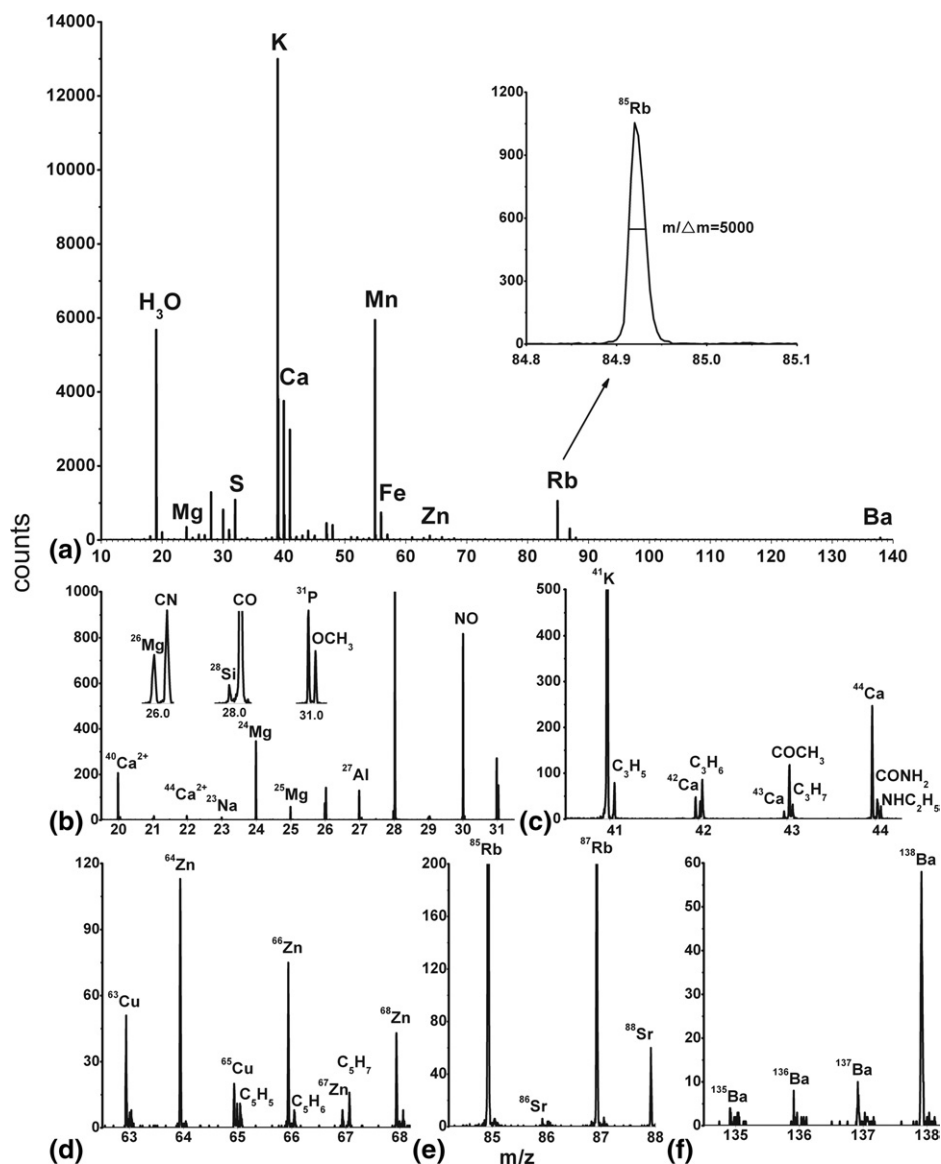 counts
14000
12000
10000
8000
6000
4000
2000
0
K
H₃O
Mn
Ca
S
Mg
Fe
Zn
Rb
Ba
(a)
10 20 30 40 50 60 70 80 90 100 110 120 130 140
1200
900
600
300
0
⁸⁵Rb
m/△m=5000
84.8 84.9 85.0 85.1
1000
800
600
400
200
0
CN
²⁶Mg
26.0
CO
²⁸Si
28.0
³¹P
OCH₃
31.0
NO
⁴⁰Ca²⁺
⁴⁴Ca²⁺
²³Na
²⁴Mg
²⁵Mg
²⁷Al
(b)
20 21 22 23 24 25 26 27 28 29 30 31
500
400
300
200
100
0
⁴¹K
C₃H₅
⁴²Ca
C₃H₆
COCH₃
⁴³Ca
C₃H₇
⁴⁴Ca
CONH₂
NHC₂H₅
(c)
41 42 43 44
120
90
60
30
0
⁶³Cu
⁶⁴Zn
⁶⁵Cu
C₅H₅
⁶⁶Zn
C₅H₆
⁶⁷Zn
C₅H₇
⁶⁸Zn
(d)
63 64 65 66 67 68
200
160
120
80
40
0
⁸⁵Rb
⁸⁶Sr
⁸⁷Rb
⁸⁸Sr
(e)
85 86 87 88
m/z
60
50
40
30
20
10
0
¹³⁵Ba
¹³⁶Ba
¹³⁷Ba
¹³⁸Ba
(f)
135 136 137 138